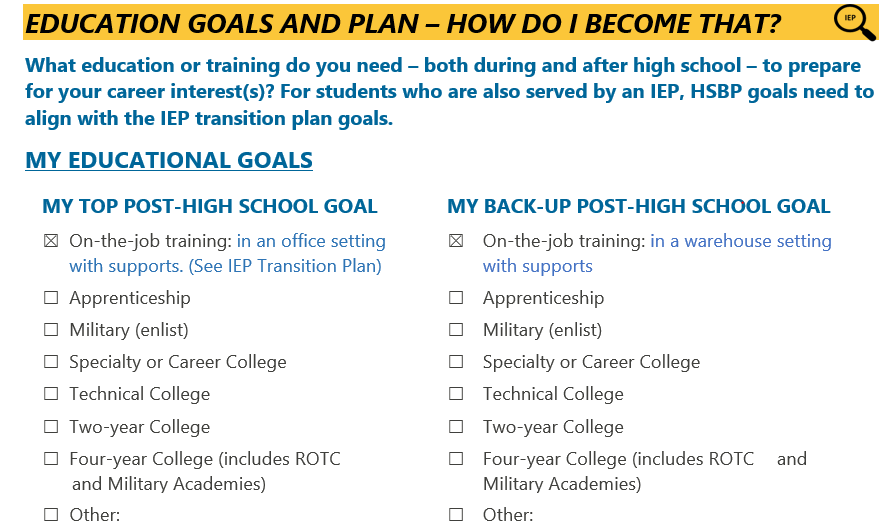 EDUCATION GOALS AND PLAN – HOW DO I BECOME THAT?
IEP
What education or training do you need – both during and after high school – to prepare
for your career interest(s)? For students who are also served by an IEP, HSBP goals need to
align with the IEP transition plan goals.
MY EDUCATIONAL GOALS
MY TOP POST-HIGH SCHOOL GOAL
☒ On-the-job training: in an office setting
with supports. (See IEP Transition Plan)
☐ Apprenticeship
☐ Military (enlist)
☐ Specialty or Career College
☐ Technical College
☐ Two-year College
☐ Four-year College (includes ROTC
and Military Academies)
☐ Other:
MY BACK-UP POST-HIGH SCHOOL GOAL
☒ On-the-job training: in a warehouse setting
with supports
☐ Apprenticeship
☐ Military (enlist)
☐ Specialty or Career College
☐ Technical College
☐ Two-year College
☐ Four-year College (includes ROTC and
Military Academies)
☐ Other: